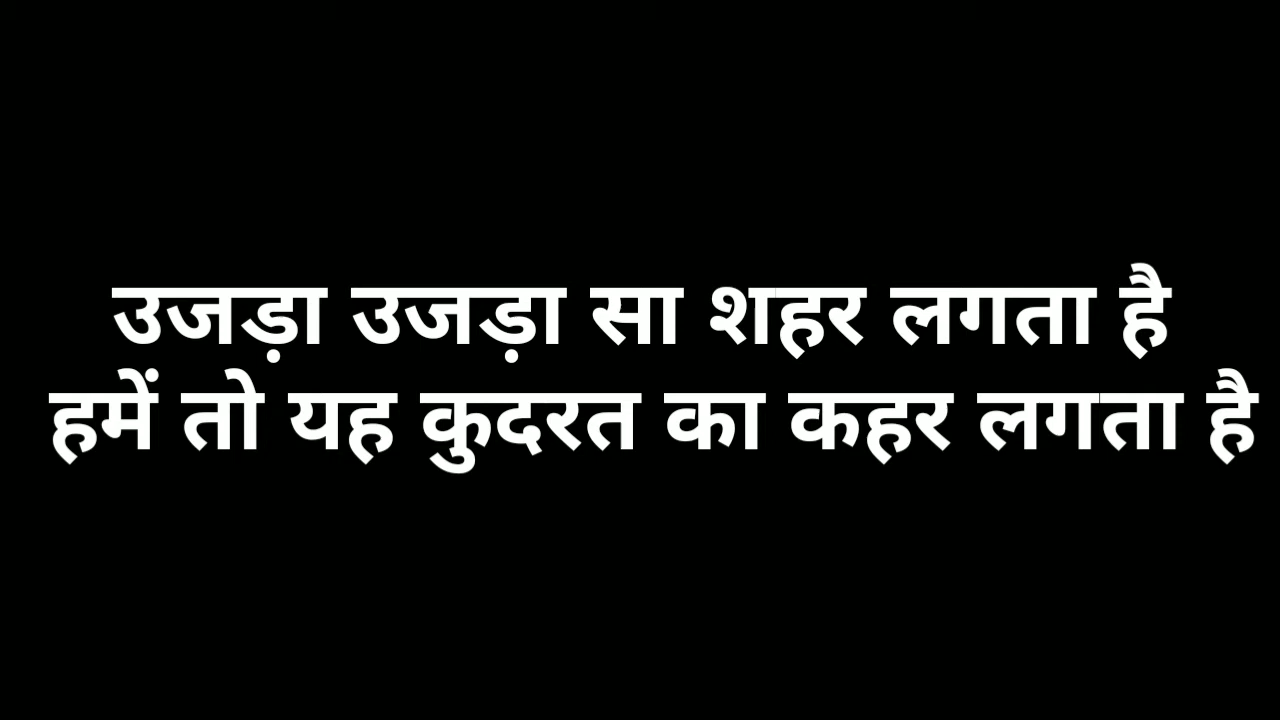 उजड़ा उजड़ा सा शहर लगता है
हमें तो यह कुदरत का कहर लगता है